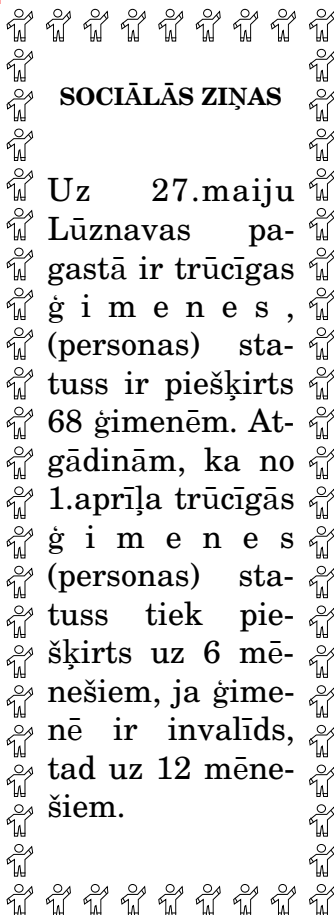 SOCIĀLĀS ZIŅAS
Uz 27.maiju
Lūznavas pa-
gastā ir trūcīgas
ģimenes,
(personas) sta-
tuss ir piešķirts
68 ģimenēm. At-
gādinām, ka no
1.aprīļa trūcīgās
ģimenes
(personas) sta-
tuss tiek pie-
šķirts uz 6 mē-
nešiem, ja ģime-
nē ir invalīds,
tad uz 12 mēne-
šiem.